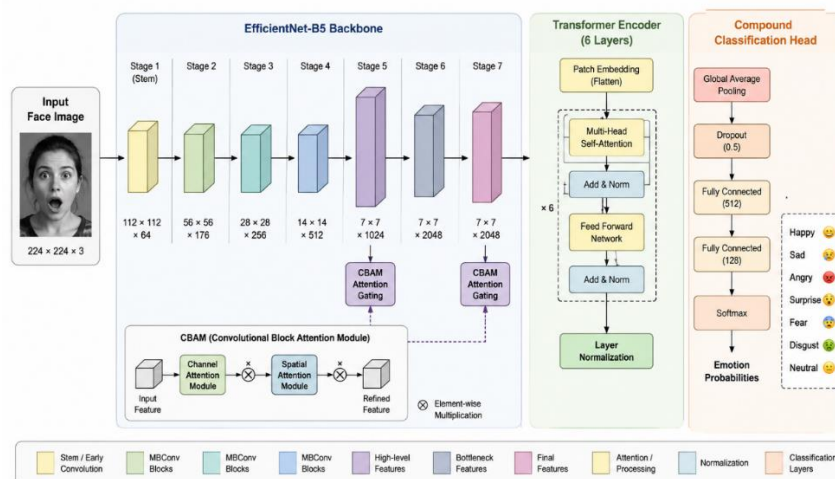 EfficientNet-B5 Backbone
Transformer Encoder
(6 Layers)
Compound
Classification Head
Input
Face Image
224 × 224 × 3
Stage 1
(Stem)
Stage 2
Stage 3
Stage 4
Stage 5
Stage 6
Stage 7
112 × 112
× 64
56 × 56
× 176
28 × 28
× 256
14 × 14
× 512
7 × 7
× 1024
7 × 7
× 2048
7 × 7
× 2048
CBAM
Attention
Gating
CBAM
Attention
Gating
CBAM (Convolutional Block Attention Module)
Input
Feature
Channel
Attention
Module
×
Spatial
Attention
Module
×
Refined
Feature
Element-wise
Multiplication
Patch Embedding
(Flatten)
Multi-Head
Self-Attention
Add & Norm
× 6
Feed Forward
Network
Add & Norm
Layer
Normalization
Global Average
Pooling
Dropout
(0.5)
Fully Connected
(512)
Fully Connected
(128)
Softmax
Emotion
Probabilities
Happy
Sad
Angry
Surprise
Fear
Disgust
Neutral
Stem / Early
Convolution
MBConv
Blocks
MBConv
Blocks
MBConv
Blocks
High-level
Features
Bottleneck
Features
Final
Features
Attention /
Processing
Normalization
Classification
Layers